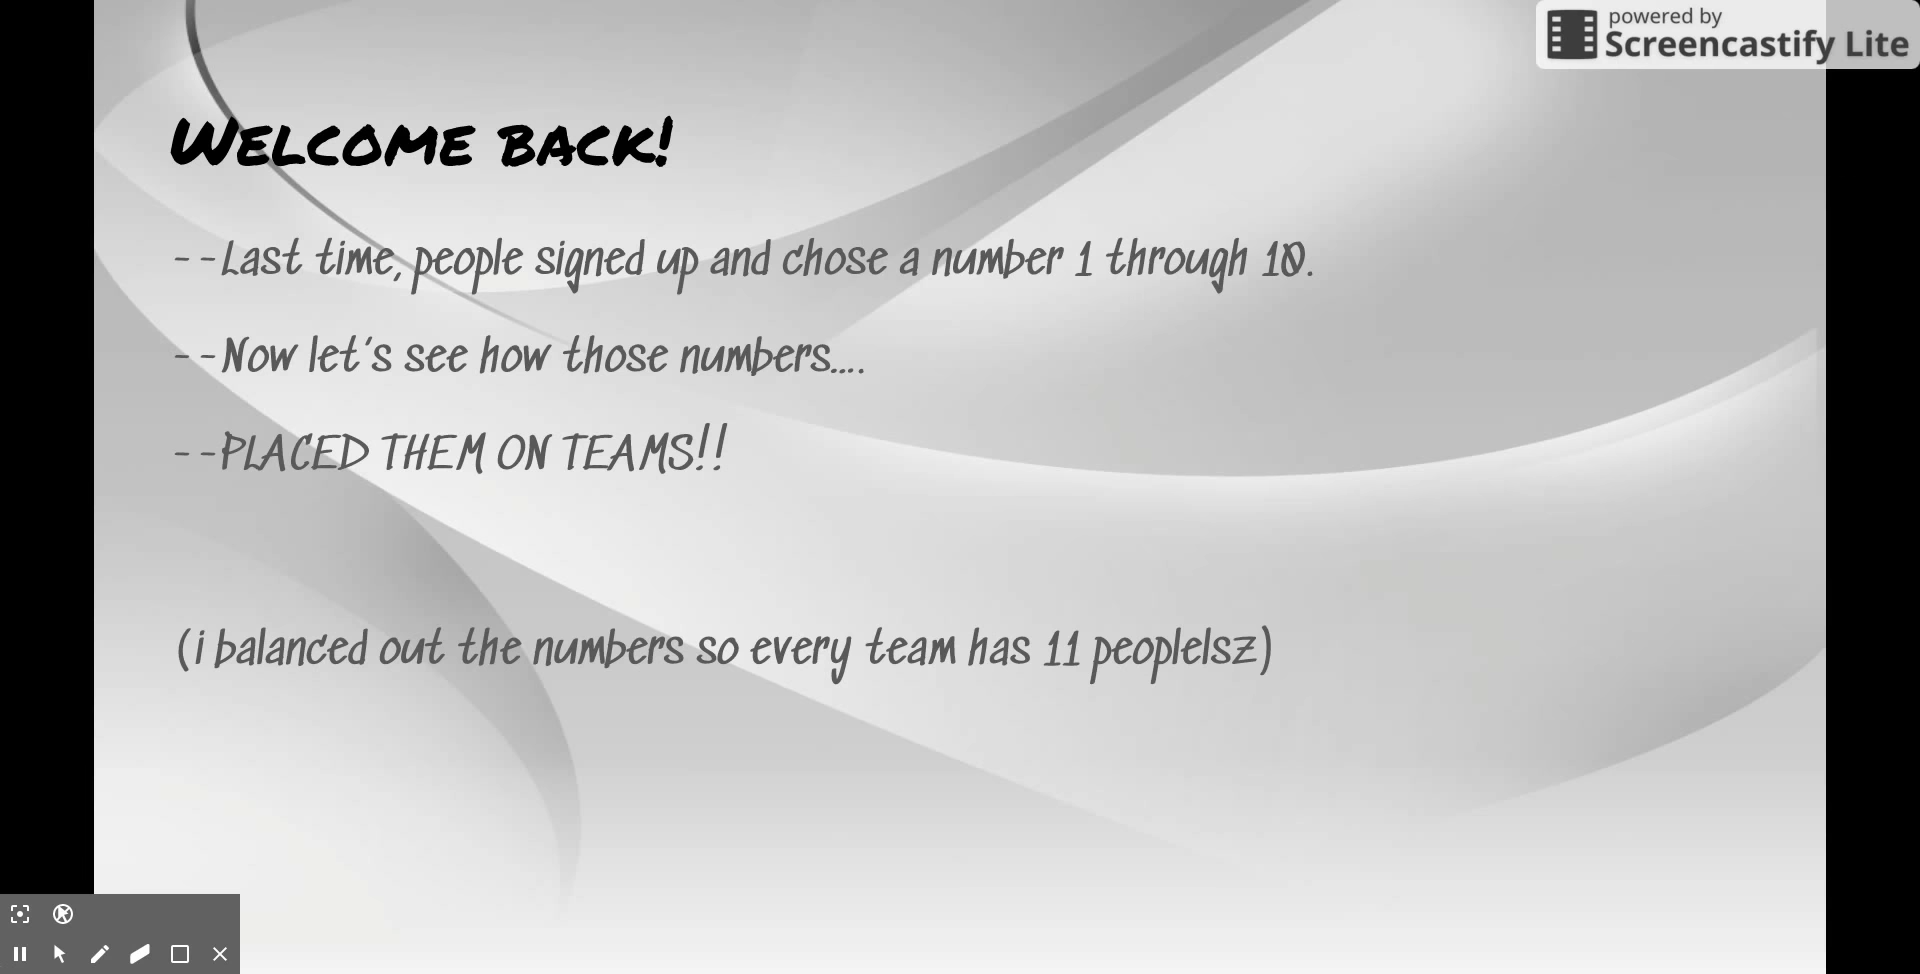 powered by
Screencastify Lite
Welcome back!
--Last time, people signed up and chose a number 1 through 10.
--Now let's see how those numbers....
--PLACED THEM ON TEAMS!!
(i balanced out the numbers so every team has 11 peoplelsz)